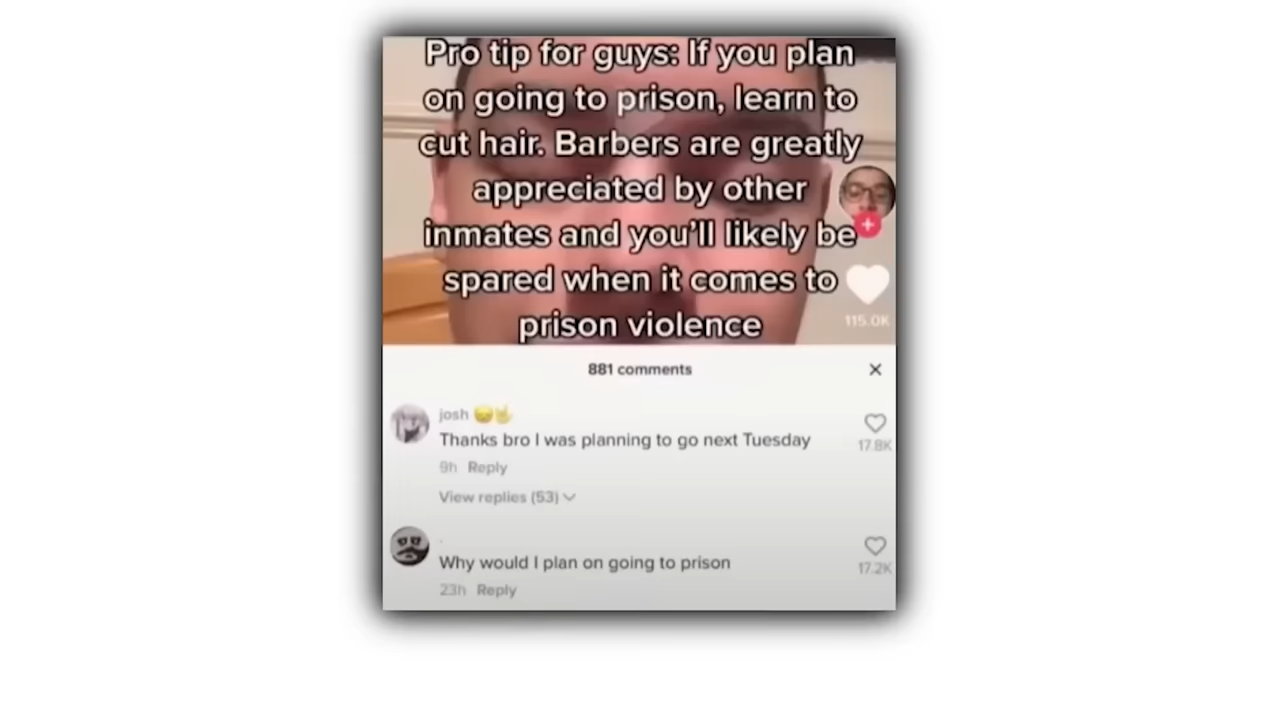 Pro tip for guys: If you plan
on going to prison, learn to
cut hair. Barbers are greatly
appreciated by other
inmates and you'll likely be
spared when it comes to
prison violence
115.0K
881 comments
josh 😅🤟
Thanks bro I was planning to go next Tuesday
17.8K
9h Reply
View replies (53)
.
Why would I plan on going to prison
17.2K
23h Reply